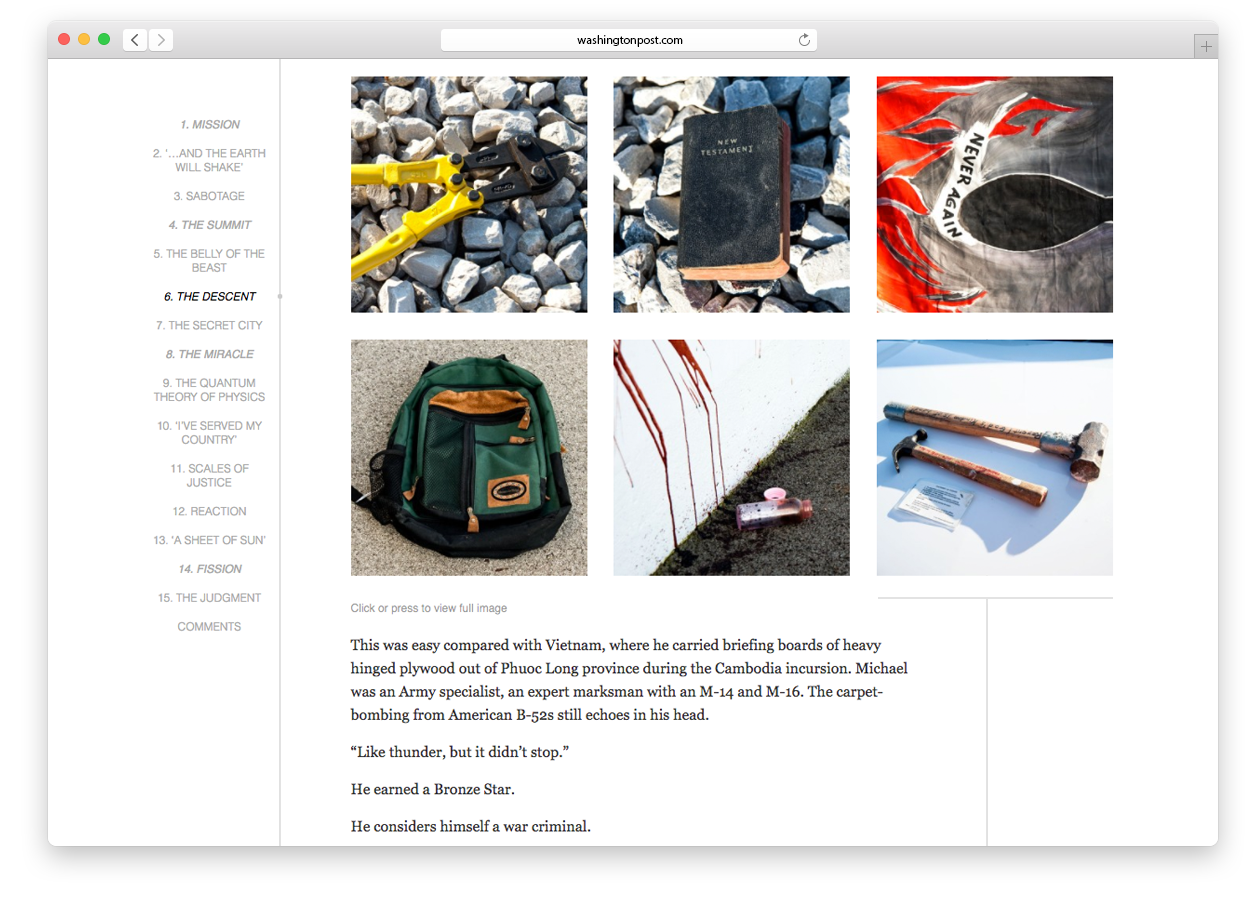 washingtonpost.com
1. MISSION
2. '...AND THE EARTH
WILL SHAKE'
3. SABOTAGE
4. THE SUMMIT
5. THE BELLY OF THE
BEAST
6. THE DESCENT
7. THE SECRET CITY
8. THE MIRACLE
9. THE QUANTUM
THEORY OF PHYSICS
10. 'I'VE SERVED MY
COUNTRY'
11. SCALES OF
JUSTICE
12. REACTION
13. 'A SHEET OF SUN'
14. FISSION
15. THE JUDGMENT
COMMENTS
NEW
TESTAMENT
NEVER AGAIN
Click or press to view full image
This was easy compared with Vietnam, where he carried briefing boards of heavy
hinged plywood out of Phuoc Long province during the Cambodia incursion. Michael
was an Army specialist, an expert marksman with an M-14 and M-16. The carpet-
bombing from American B-52s still echoes in his head.
“Like thunder, but it didn’t stop.”
He earned a Bronze Star.
He considers himself a war criminal.